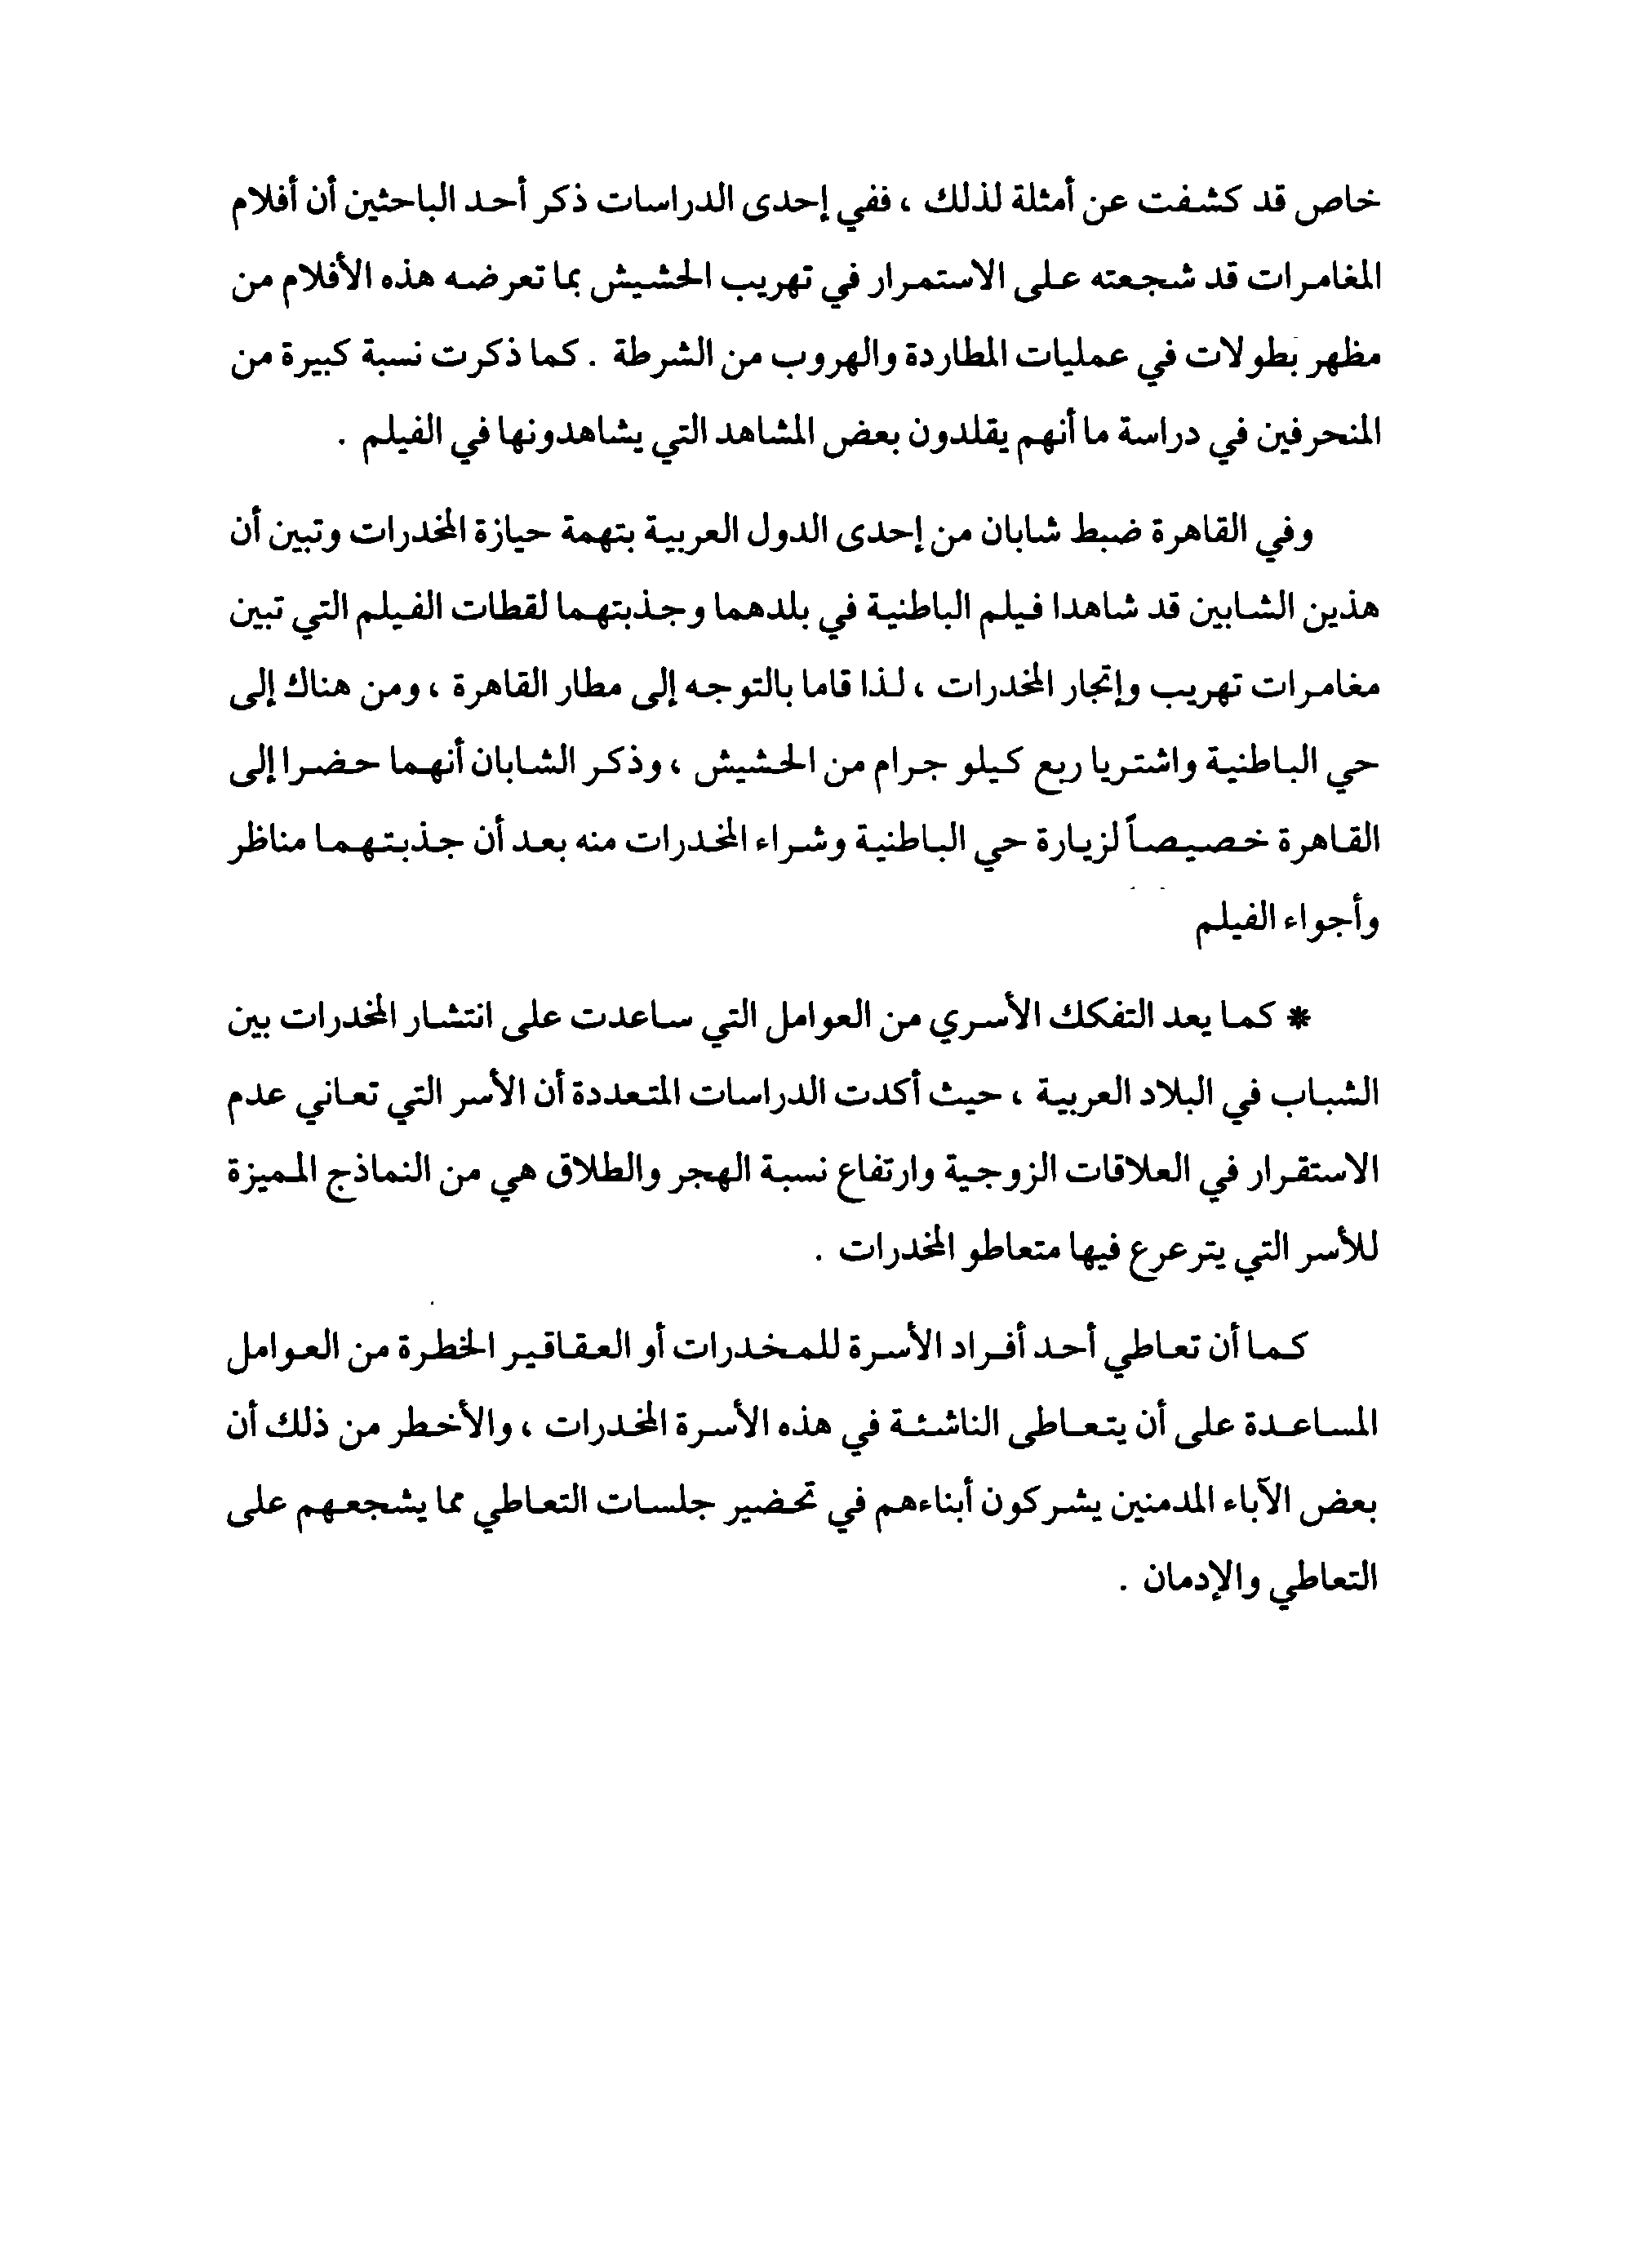 خاص قد كشفت عن أمثلة لذلك ، ففي إحدى الدراسات ذكر أحد الباحثين أن أفلام
المغامرات قد شجعته على الاستمرار في تهريب الحشيش بما تعرضه هذه الأفلام من
مظهر بطولات في عمليات المطاردة والهروب من الشرطة . كما ذكرت نسبة كبيرة من
المنحرفين في دراسة ما أنهم يقلدون بعض المشاهد التي يشاهدونها في الفيلم .
وفي القاهرة ضبط شابان من إحدى الدول العربية بتهمة حيازة المخدرات وتبين أن
هذين الشابين قد شاهدا فيلم الباطنية في بلدهما وجذبتهما لقطات الفيلم التي تبين
مغامرات تهريب وإتجار المخدرات ، لذا قاما بالتوجه إلى مطار القاهرة ، ومن هناك إلى
حي الباطنية واشتريا ربع كيلو جرام من الحشيش ، وذكر الشابان أنهما حضرا إلى
القاهرة خصيصاً لزيارة حي الباطنية وشراء المخدرات منه بعد أن جذبتهما مناظر
وأجواء الفيلم
* كما يعد التفكك الأسري من العوامل التي ساعدت على انتشار المخدرات بين
الشباب في البلاد العربية ، حيث أكدت الدراسات المتعددة أن الأسر التي تعاني عدم
الاستقرار في العلاقات الزوجية وارتفاع نسبة الهجر والطلاق هي من النماذج المميزة
للأسر التي يترعرع فيها متعاطو المخدرات .
كما أن تعاطي أحد أفراد الأسرة للمخدرات أو العقاقير الخطرة من العوامل
المساعدة على أن يتعاطى الناشئة في هذه الأسرة المخدرات ، والأخطر من ذلك أن
بعض الآباء المدمنين يشركون أبناءهم في تحضير جلسات التعاطي مما يشجعهم على
التعاطي والإدمان .